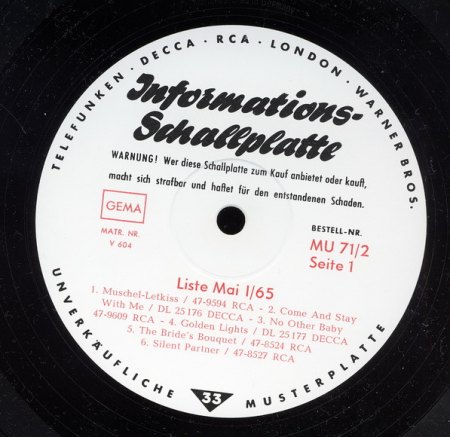 TELEFUNKEN · DECCA · RCA · LONDON · WARNER BROS.
Informations-
Schallplatte
WARNUNG! Wer diese Schallplatte zum Kauf anbietet oder kauft,
macht sich strafbar und haftet für den entstandenen Schaden.
GEMA
MATR. NR.
V 604
BESTELL-NR.
MU 71/2
Seite 1
Liste Mai I/65
1. Muschel-Letkiss / 47-9594 RCA - 2. Come And Stay
With Me / DL 25176 DECCA - 3. No Other Baby
47-9609 RCA - 4. Golden Lights / DL 25177 DECCA
5. The Bride's Bouquet / 47-8524 RCA
6. Silent Partner / 47-8527 RCA
UNVERKÄUFLICHE 33 MUSTERPLATTE